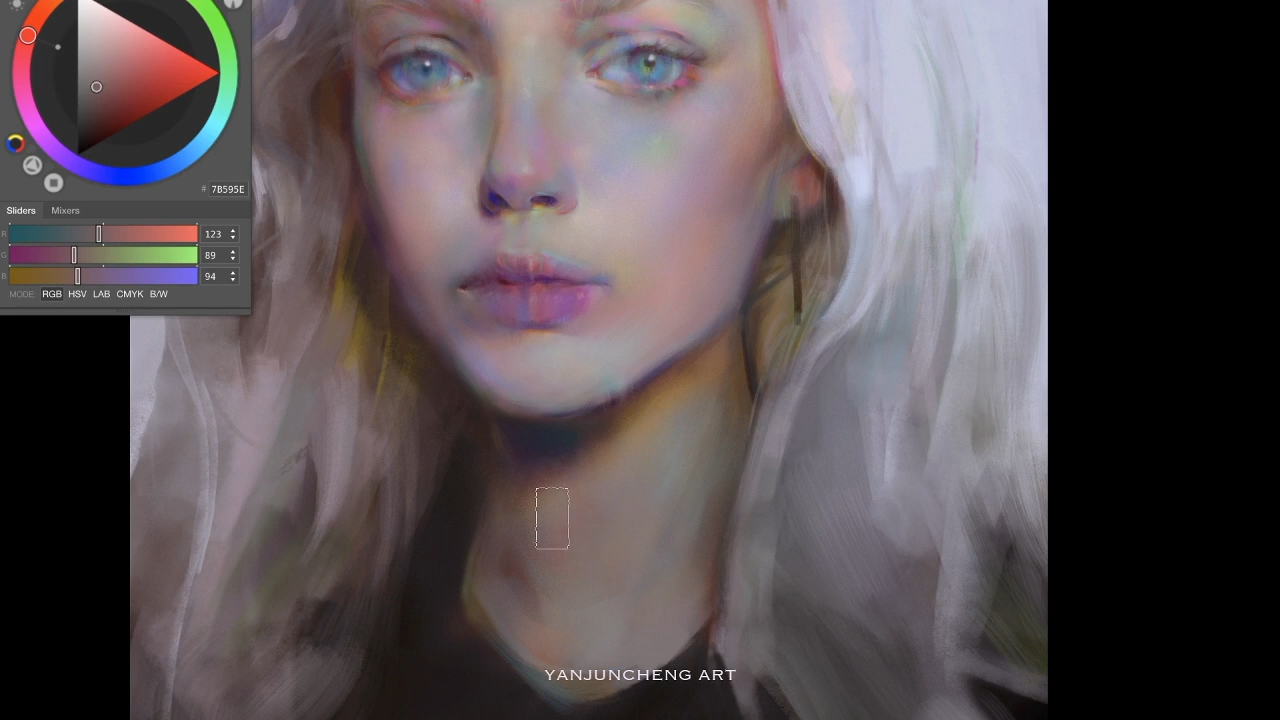 # 7B595E
Sliders Mixers
R 123
G 89
B 94
MODE: RGB HSV LAB CMYK B/W
YANJUNCHENG ART